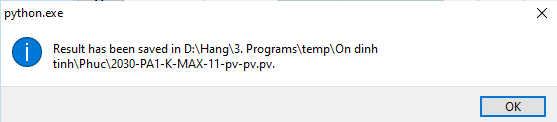 python.exe
Result has been saved in D:\Hang\3. Programs\temp\On dinh
tinh\Phuc\2030-PA1-K-MAX-11-pv-pv.pv.
OK